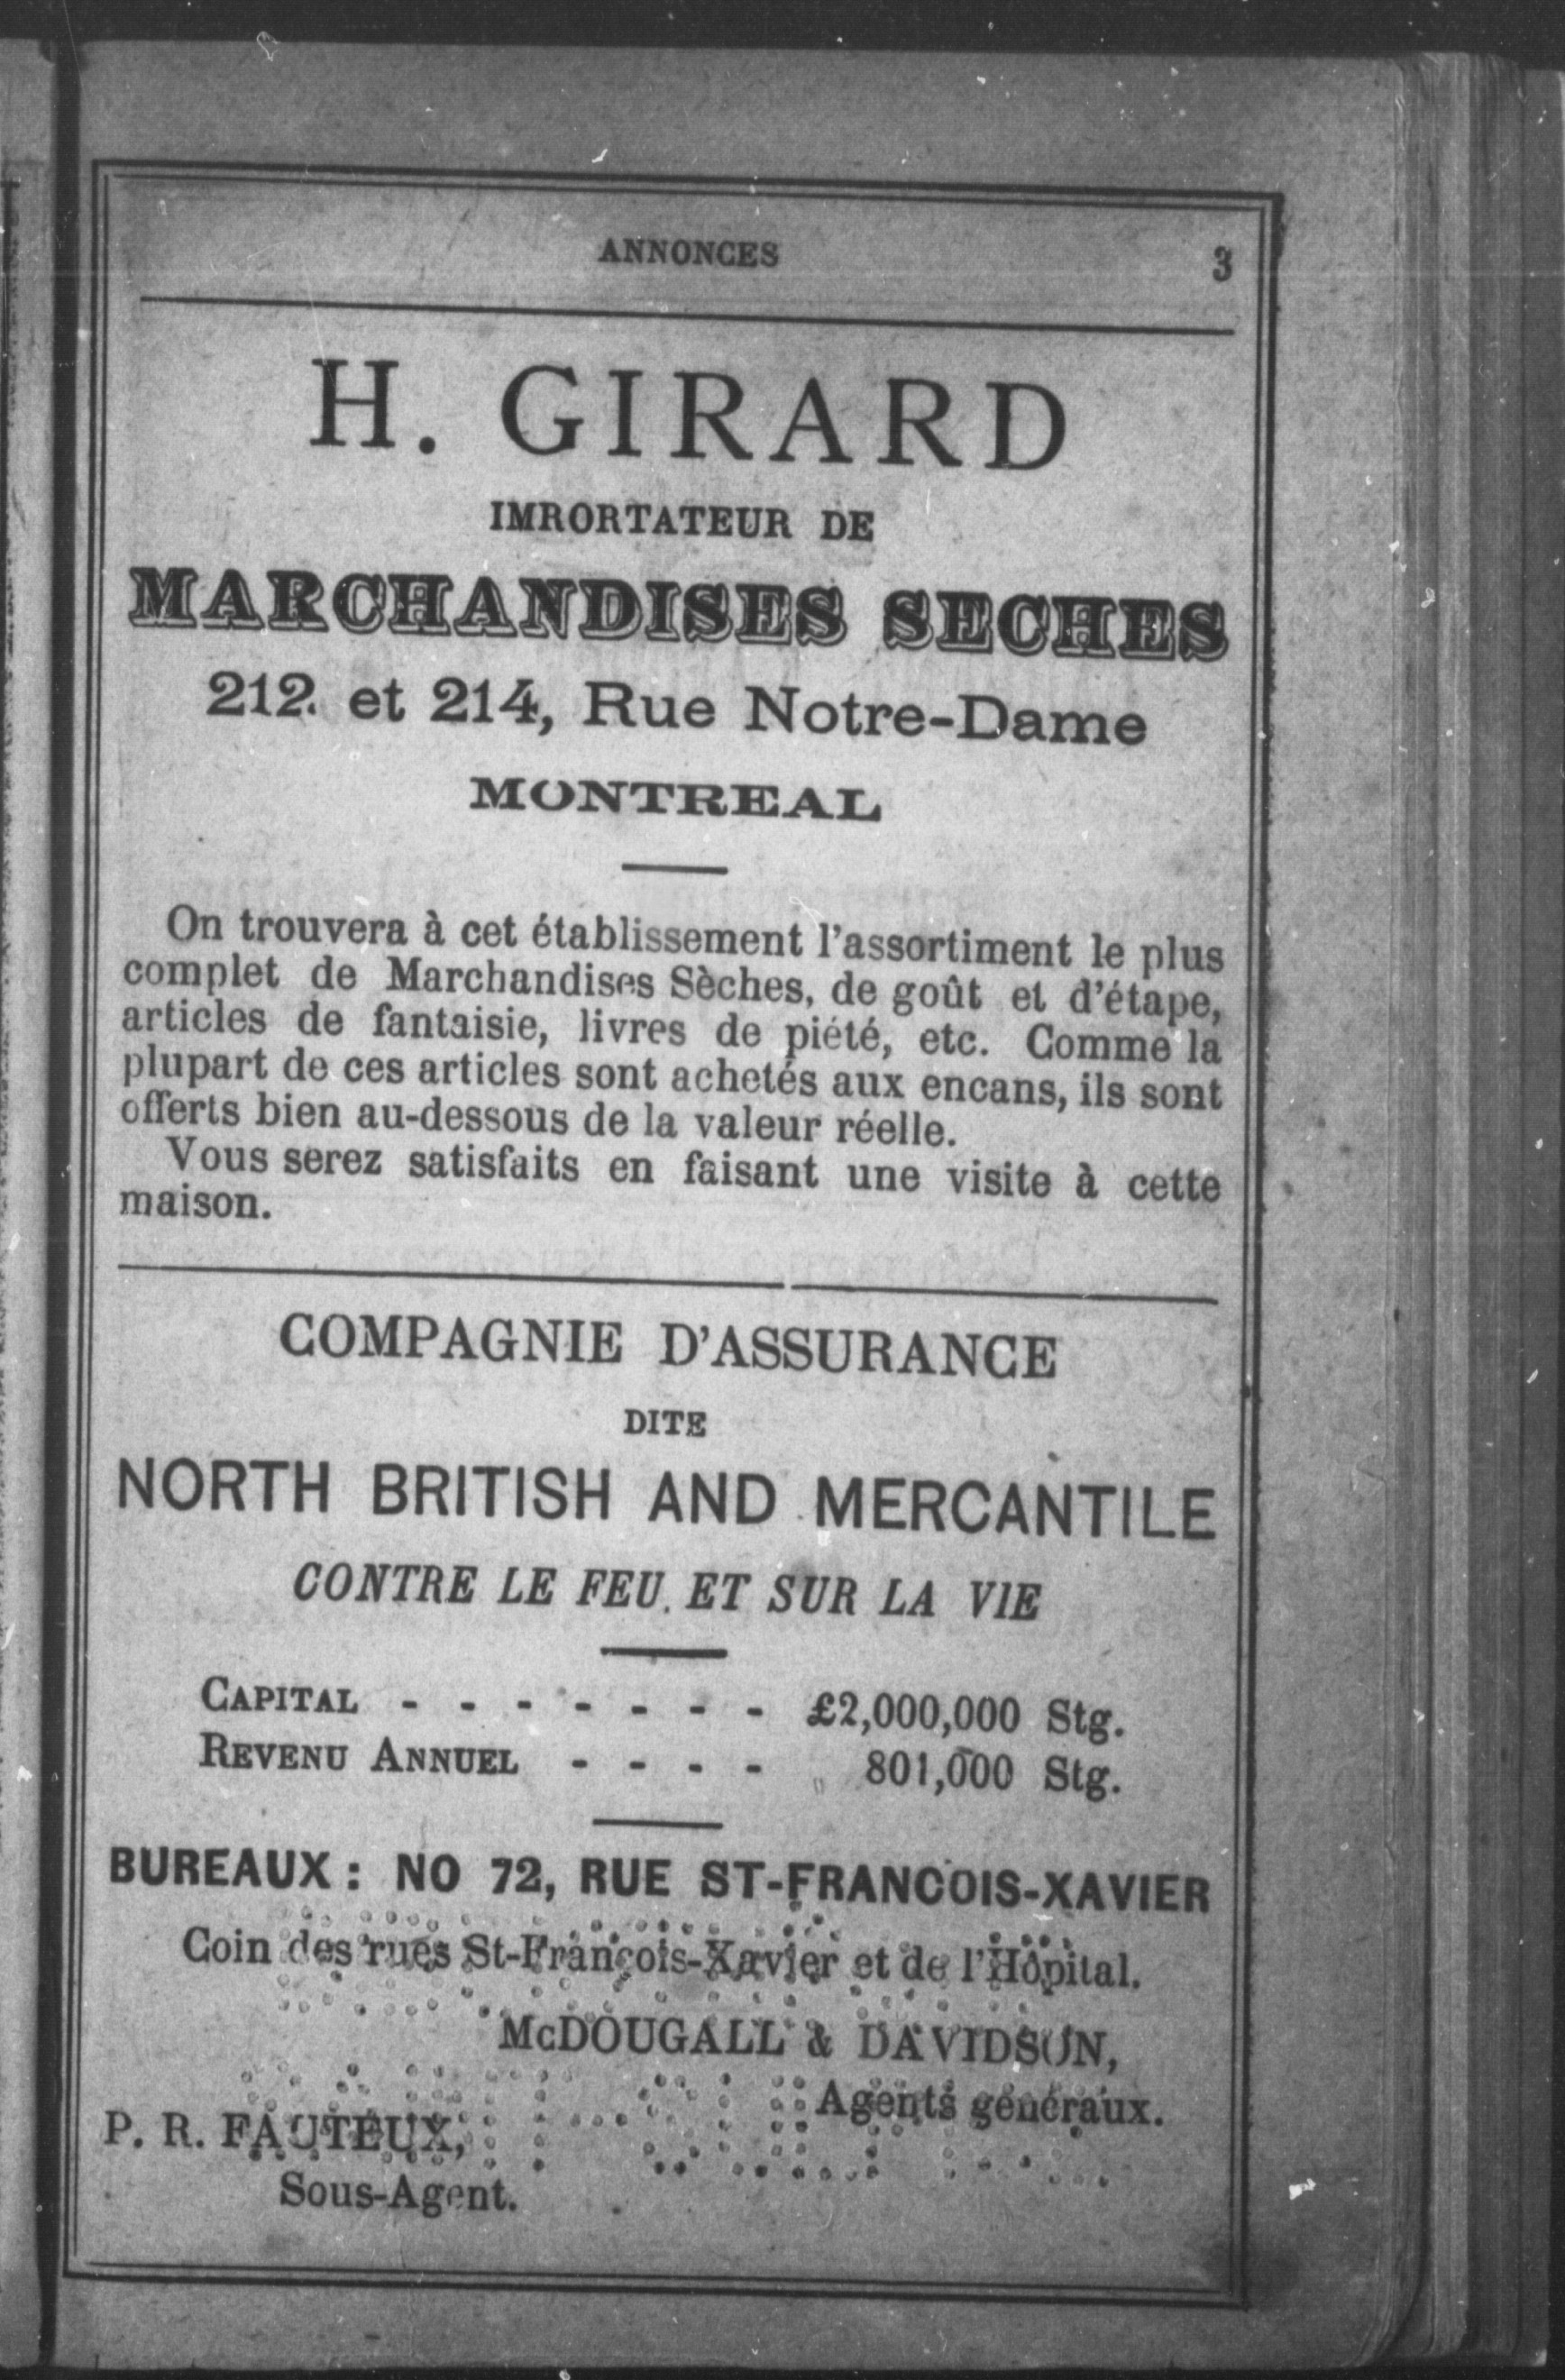 ANNONCES 3
H. GIRARD
IMRORTATEUR DE
MARCHANDISES SECHES
212. et 214, Rue Notre-Dame
MONTREAL
On trouvera à cet établissement l'assortiment le plus
complet de Marchandises Sèches, de goût et d'étape,
articles de fantaisie, livres de piété, etc. Comme la
plupart de ces articles sont achetés aux encans, ils sont
offerts bien au-dessous de la valeur réelle.
Vous serez satisfaits en faisant une visite à cette
maison.
COMPAGNIE D'ASSURANCE
DITE
NORTH BRITISH AND MERCANTILE
CONTRE LE FEU. ET SUR LA VIE
CAPITAL - - - - - - - £2,000,000 Stg.
REVENU ANNUEL - - - - „ 801,000 Stg.
BUREAUX : NO 72, RUE ST-FRANCOIS-XAVIER
Coin des rues St-François-Xavier et de l'Hôpital.
McDOUGALL & DAVIDSON,
Agents généraux.
P. R. FAUTEUX,
Sous-Agent.